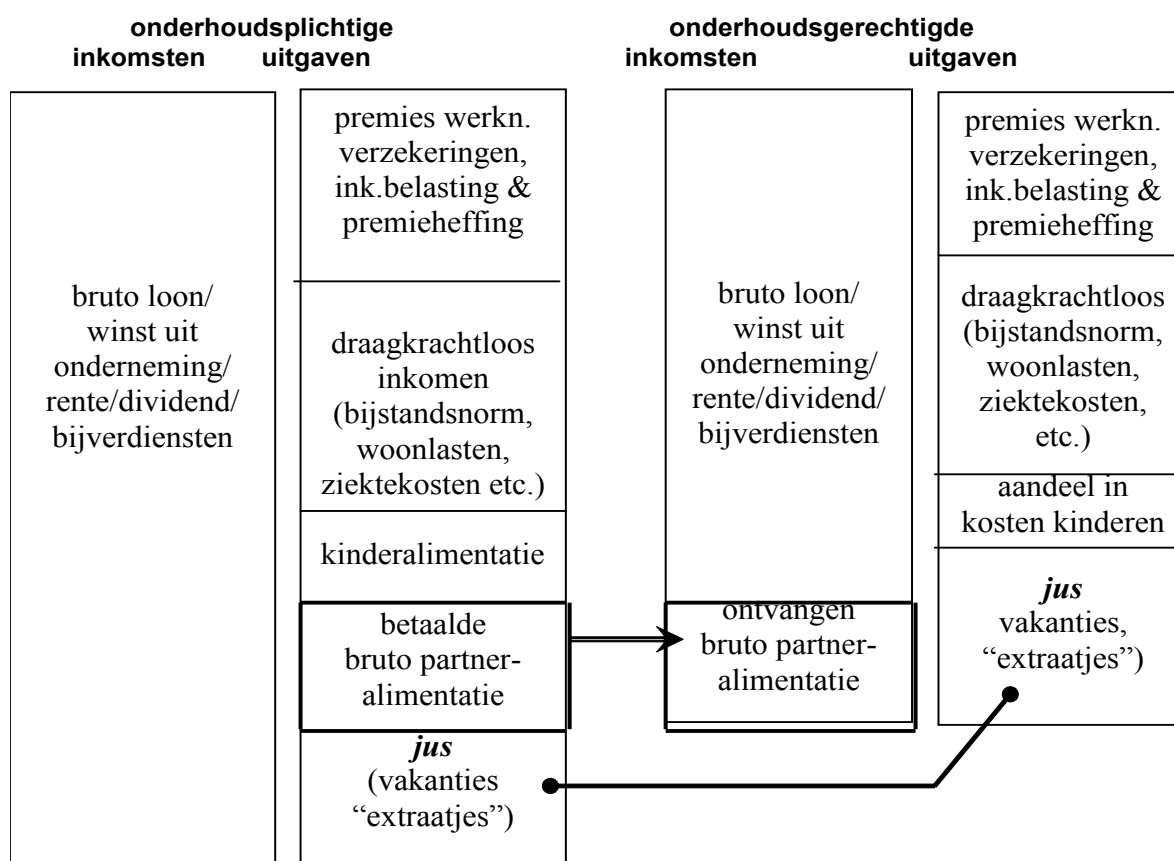 onderhoudsplichtige
inkomsten uitgaven
bruto loon/
winst uit
onderneming/
rente/dividend/
bijverdiensten
premies werkn.
verzekeringen,
ink.belasting &
premieheffing
draagkrachtloos
inkomen
(bijstandsnorm,
woonlasten,
ziektekosten etc.)
kinderalimentatie
betaalde
bruto partner-
alimentatie
jus
(vakanties
“extraatjes”)
onderhoudsgerechtigde
inkomsten uitgaven
bruto loon/
winst uit
onderneming/
rente/dividend/
bijverdiensten
ontvangen
bruto partner-
alimentatie
premies werkn.
verzekeringen,
ink.belasting &
premieheffing
draagkrachtloos
(bijstandsnorm,
woonlasten,
ziektekosten,
etc.)
aandeel in
kosten kinderen
jus
vakanties,
“extraatjes”)